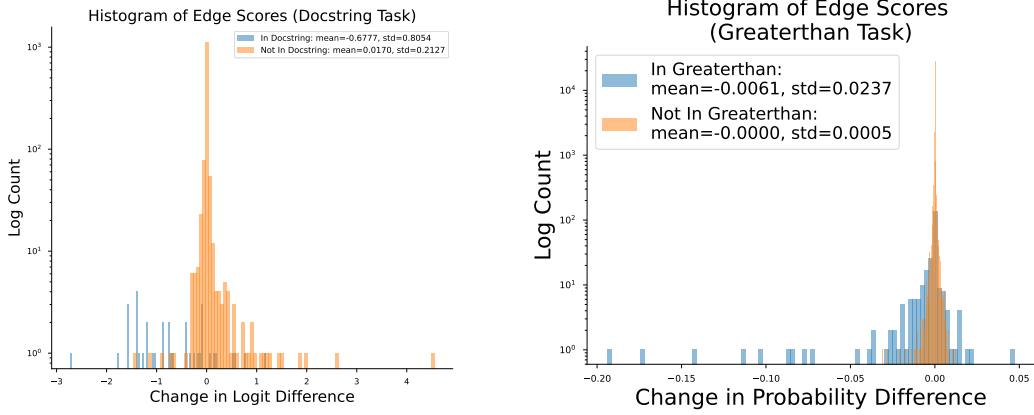 Histogram of Edge Scores (Docstring Task)
In Docstring: mean=-0.6777, std=0.8054
Not In Docstring: mean=0.0170, std=0.2127
Log Count
10³
10²
10¹
10⁰
−3 −2 −1 0 1 2 3 4
Change in Logit Difference
Histogram of Edge Scores
(Greaterthan Task)
In Greaterthan:
mean=-0.0061, std=0.0237
Not In Greaterthan:
mean=-0.0000, std=0.0005
Log Count
10⁴
10³
10²
10¹
10⁰
−0.20 −0.15 −0.10 −0.05 0.00 0.05
Change in Probability Difference